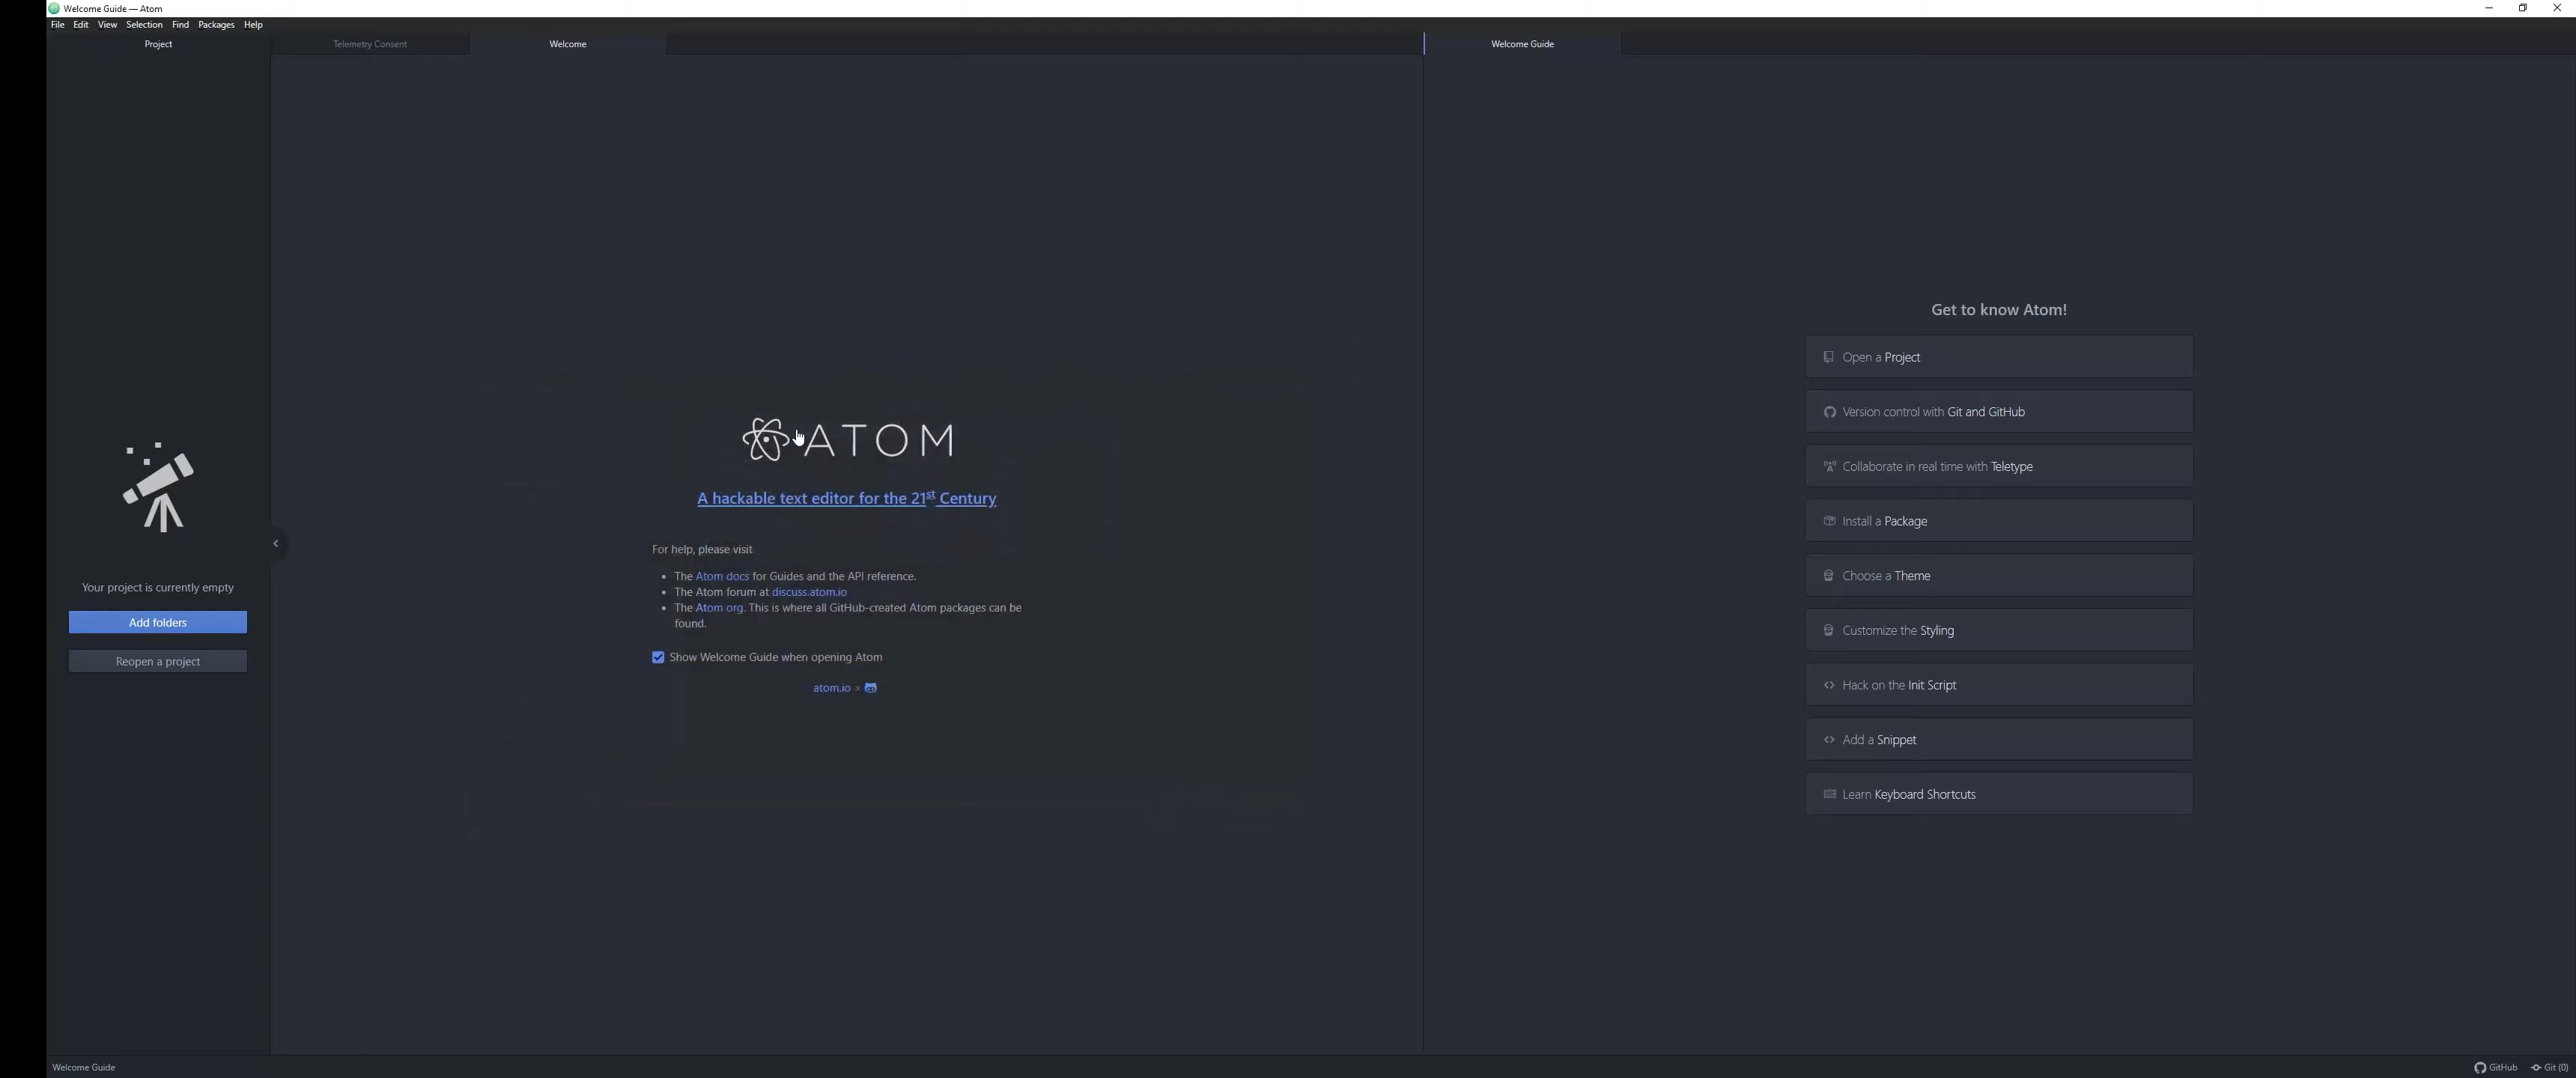 Welcome Guide — Atom
File Edit View Selection Find Packages Help
Project
Telemetry Consent
Welcome
Welcome Guide
Your project is currently empty
Add folders
Reopen a project
ATOM
A hackable text editor for the 21st Century
For help, please visit
• The Atom docs for Guides and the API reference.
• The Atom forum at discuss.atom.io
• The Atom org. This is where all GitHub-created Atom packages can be
found.
Show Welcome Guide when opening Atom
atom.io ×
Get to know Atom!
Open a Project
Version control with Git and GitHub
Collaborate in real time with Teletype
Install a Package
Choose a Theme
Customize the Styling
Hack on the Init Script
Add a Snippet
Learn Keyboard Shortcuts
Welcome Guide
GitHub
Git (0)